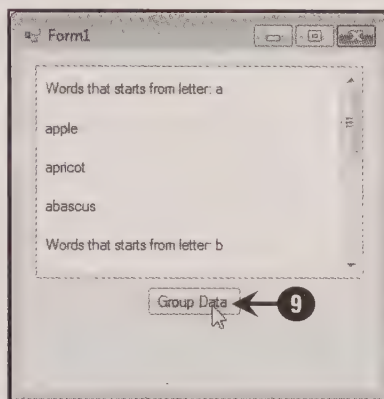 Form1
Words that starts from letter: a
apple
apricot
abascus
Words that starts from letter b
Group Data
9